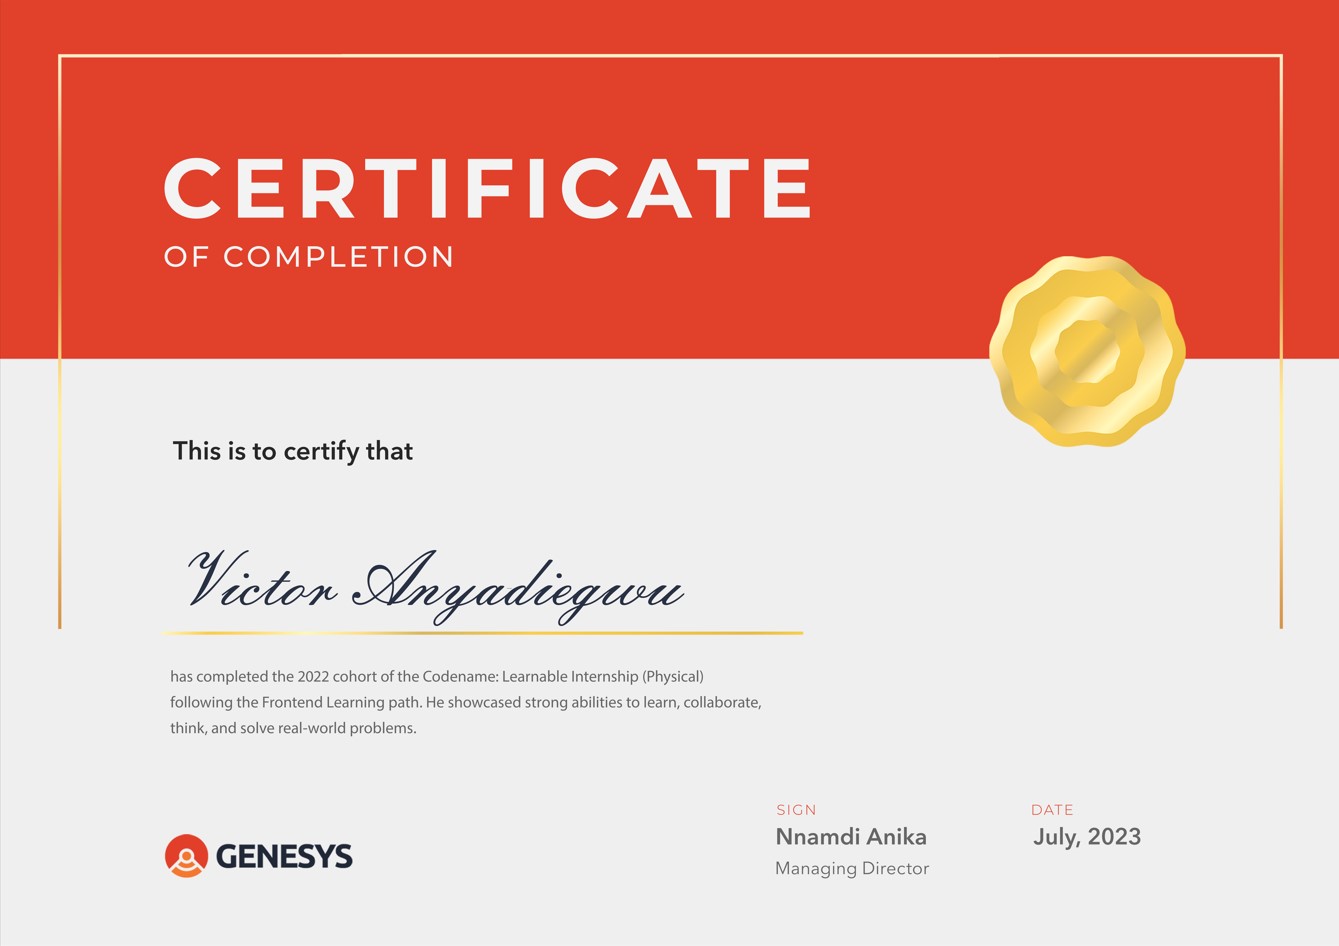 CERTIFICATE
OF COMPLETION
This is to certify that
Victor Anyadiegwu
has completed the 2022 cohort of the Codename: Learnable Internship (Physical)
following the Frontend Learning path. He showcased strong abilities to learn, collaborate,
think, and solve real-world problems.
SIGN
Nnamdi Anika
Managing Director
DATE
July, 2023
GENESYS